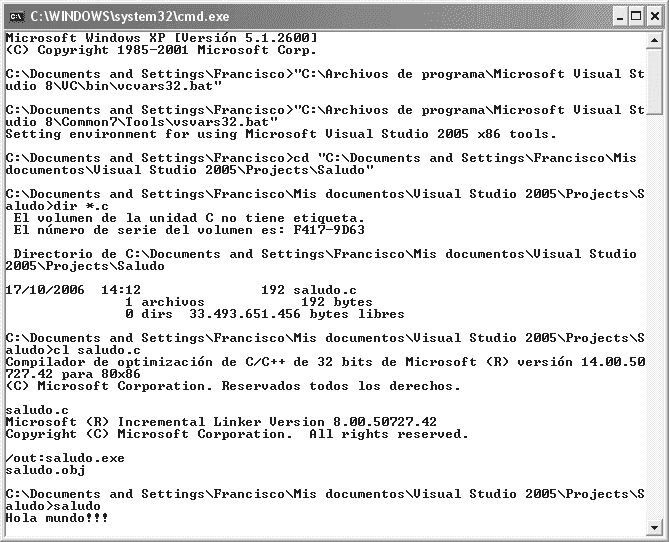 C:\WINDOWS\system32\cmd.exe
Microsoft Windows XP [Versión 5.1.2600]
(C) Copyright 1985-2001 Microsoft Corp.
C:\Documents and Settings\Francisco>"C:\Archivos de programa\Microsoft Visual St
udio 8\VC\bin\vcvars32.bat"
C:\Documents and Settings\Francisco>"C:\Archivos de programa\Microsoft Visual St
udio 8\Common7\Tools\vsvars32.bat"
Setting environment for using Microsoft Visual Studio 2005 x86 tools.
C:\Documents and Settings\Francisco>cd "C:\Documents and Settings\Francisco\Mis
documentos\Visual Studio 2005\Projects\Saludo"
C:\Documents and Settings\Francisco\Mis documentos\Visual Studio 2005\Projects\S
aludo>dir *.c
El volumen de la unidad C no tiene etiqueta.
El número de serie del volumen es: F417-9D63
Directorio de C:\Documents and Settings\Francisco\Mis documentos\Visual Studio
2005\Projects\Saludo
17/10/2006  14:12               192 saludo.c
1 archivos            192 bytes
0 dirs  33.493.651.456 bytes libres
C:\Documents and Settings\Francisco\Mis documentos\Visual Studio 2005\Projects\S
aludo>cl saludo.c
Compilador de optimización de C/C++ de 32 bits de Microsoft (R) versión 14.00.50
727.42 para 80x86
(C) Microsoft Corporation. Reservados todos los derechos.
saludo.c
Microsoft (R) Incremental Linker Version 8.00.50727.42
Copyright (C) Microsoft Corporation.  All rights reserved.
/out:saludo.exe
saludo.obj
C:\Documents and Settings\Francisco\Mis documentos\Visual Studio 2005\Projects\S
aludo>saludo
Hola mundo!!!